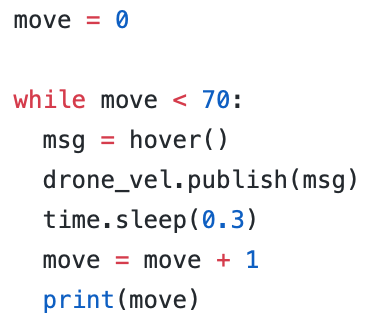 move = 0
while move < 70:
  msg = hover()
  drone_vel.publish(msg)
  time.sleep(0.3)
  move = move + 1
  print(move)